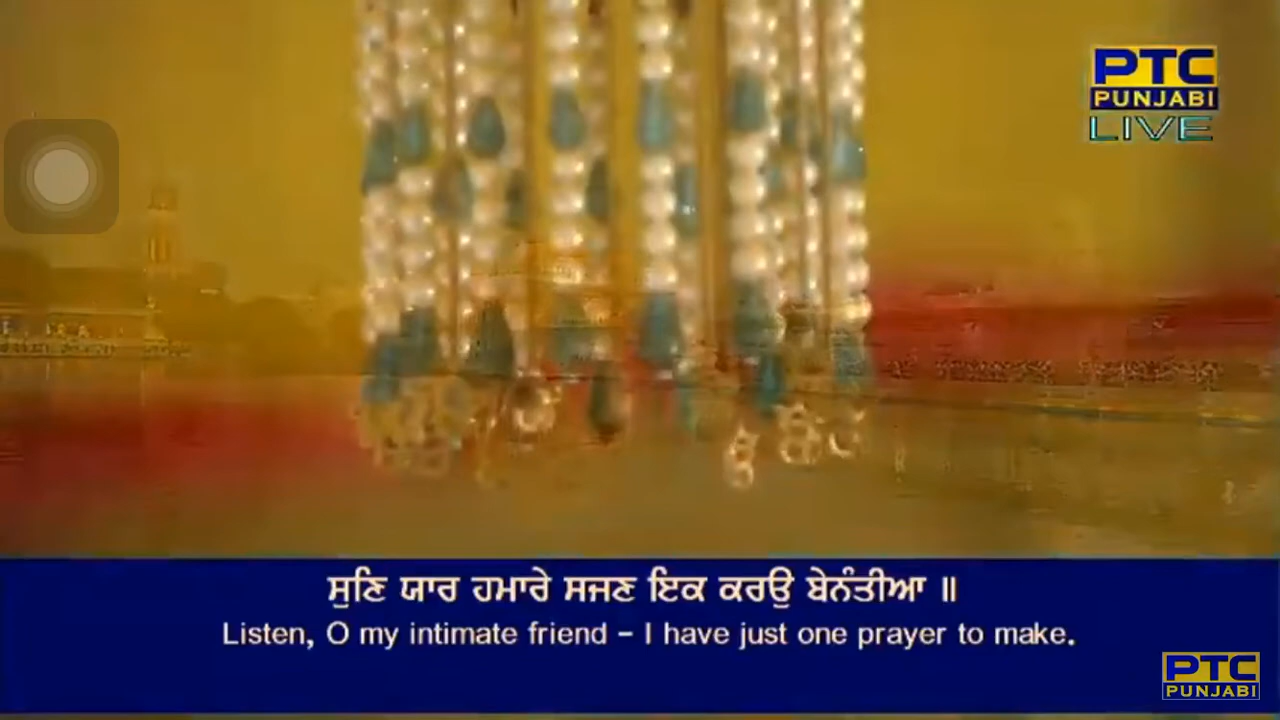 PTC
PUNJABI
LIVE
ਸੁਣਿ ਯਾਰ ਹਮਾਰੇ ਸਜਣ ਇਕ ਕਰਉ ਬੇਨੰਤੀਆ ॥
Listen, O my intimate friend – I have just one prayer to make.
PTC
PUNJABI